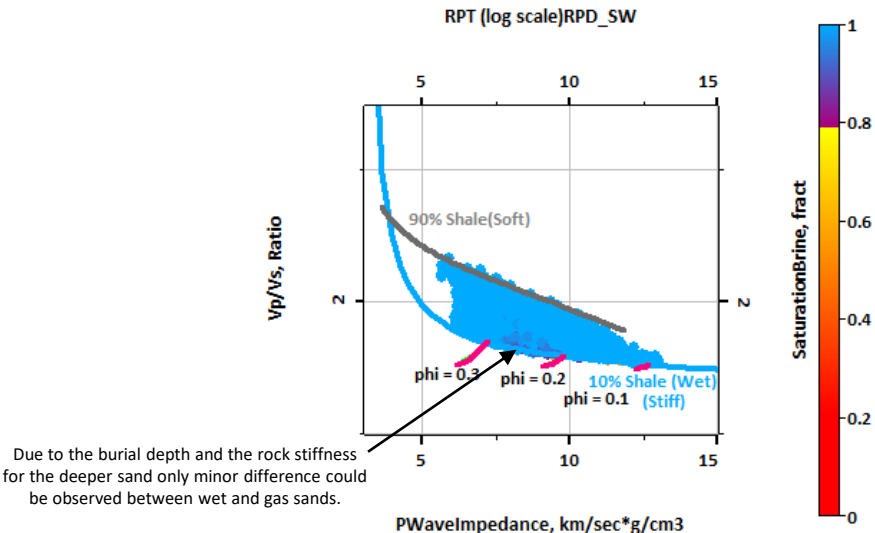 RPT (log scale)RPD_SW
5 10 15
Vp/Vs, Ratio
2
2
90% Shale(Soft)
phi = 0.3
phi = 0.2
phi = 0.1
10% Shale (Wet)
(Stiff)
5 10 15
PWaveImpedance, km/sec*g/cm3
Due to the burial depth and the rock stiffness
for the deeper sand only minor difference could
be observed between wet and gas sands.
SaturationBrine, fract
1
0.8
0.6
0.4
0.2
0